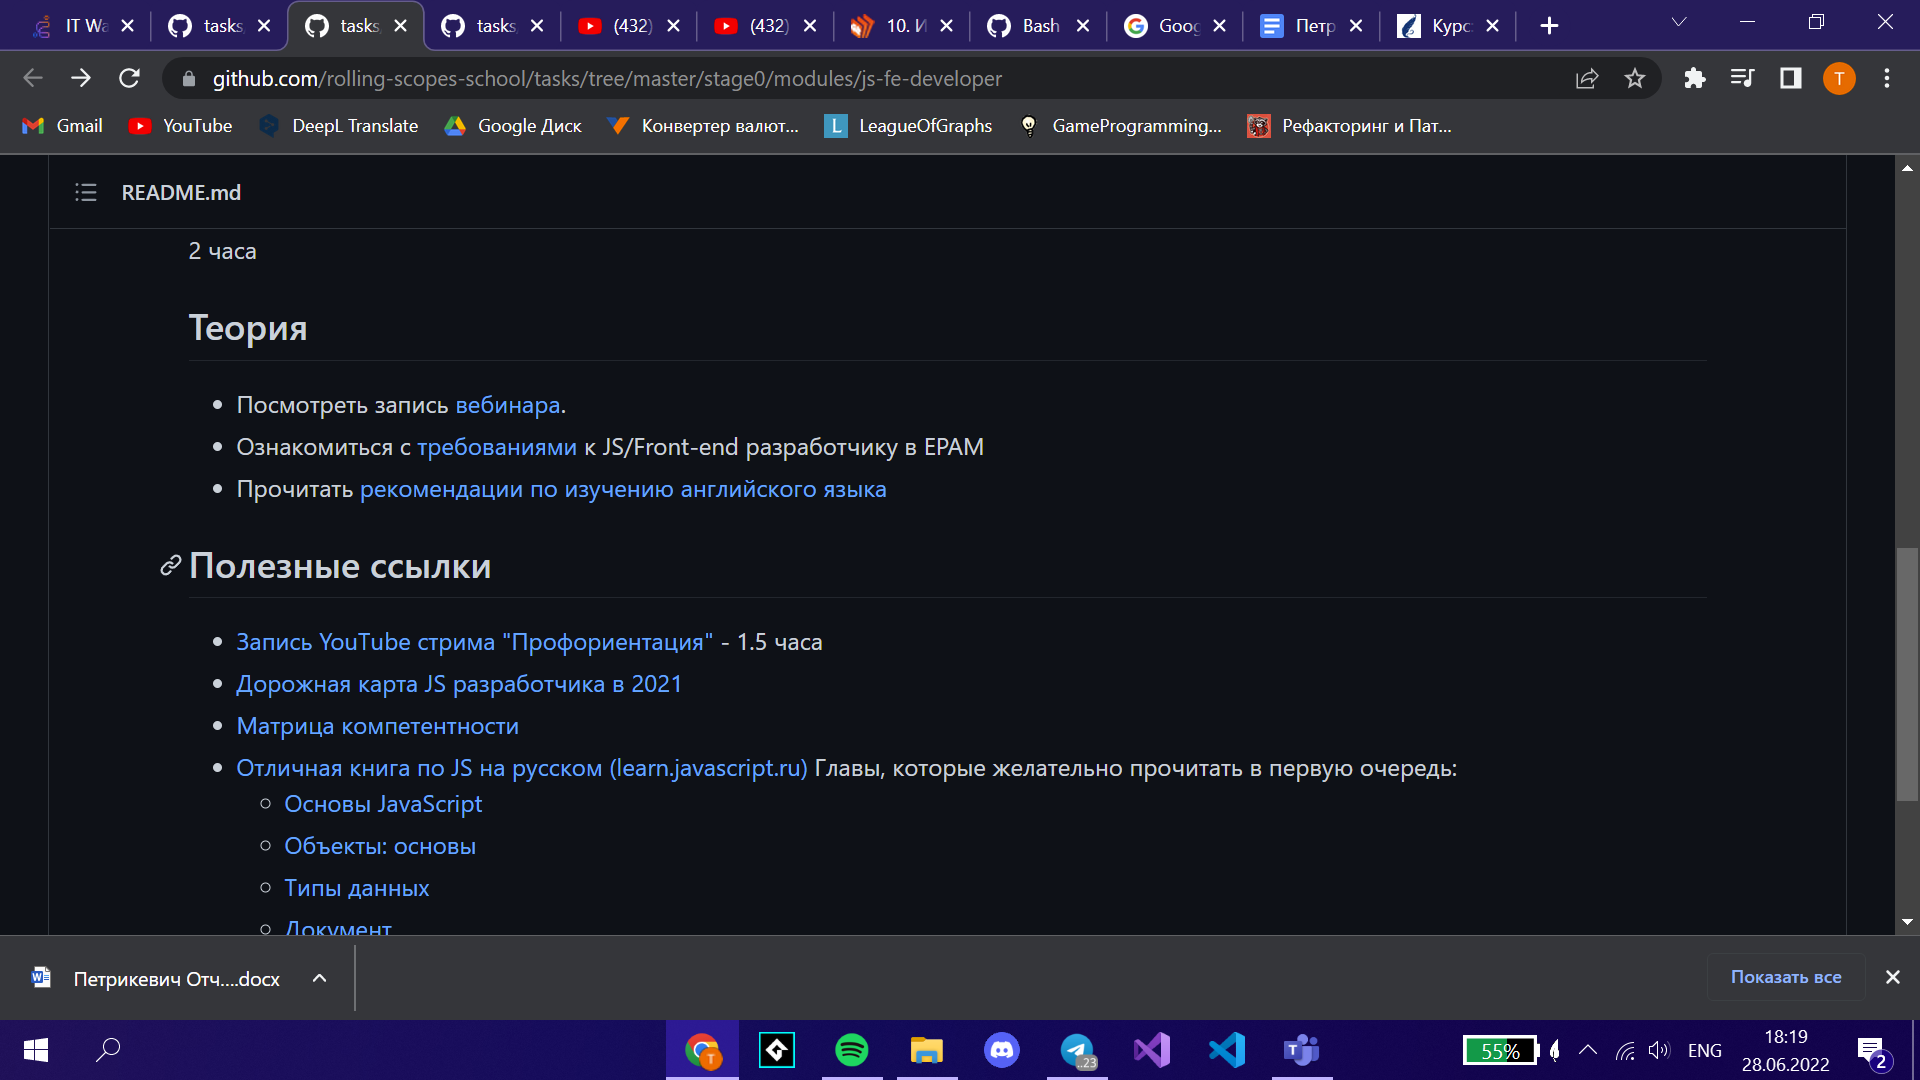 IT Wa
tasks
tasks
tasks
(432)
(432)
10. И
Bash
Goog
Петр
Курс
github.com/rolling-scopes-school/tasks/tree/master/stage0/modules/js-fe-developer
T
Gmail
YouTube
DeepL Translate
Google Диск
Конвертер валют...
L
LeagueOfGraphs
GameProgramming...
Рефакторинг и Пат...
README.md
2 часа
Теория
Посмотреть запись вебинара.
Ознакомиться с требованиями к JS/Front-end разработчику в EPAM
Прочитать рекомендации по изучению английского языка
Полезные ссылки
Запись YouTube стрима "Профориентация" - 1.5 часа
Дорожная карта JS разработчика в 2021
Матрица компетентности
Отличная книга по JS на русском (learn.javascript.ru) Главы, которые желательно прочитать в первую очередь:
Основы JavaScript
Объекты: основы
Типы данных
Документ
Петрикевич Отч....docx
Показать все
T
..23
55%
ENG
18:19
28.06.2022
2